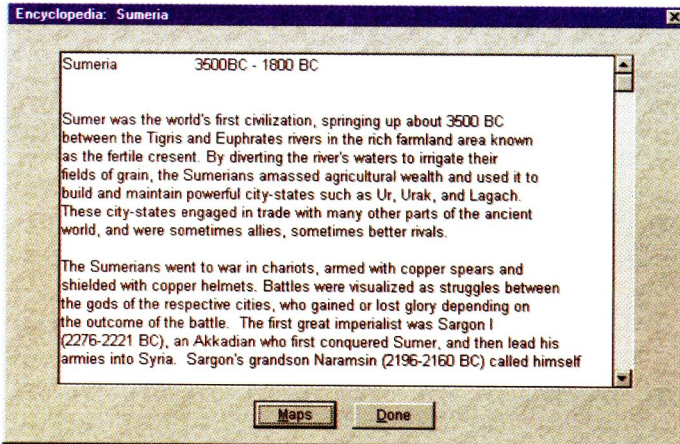 Encyclopedia: Sumeria
Sumeria 3500BC - 1800 BC
Sumer was the world's first civilization, springing up about 3500 BC
between the Tigris and Euphrates rivers in the rich farmland area known
as the fertile cresent. By diverting the river's waters to irrigate their
fields of grain, the Sumerians amassed agricultural wealth and used it to
build and maintain powerful city-states such as Ur, Urak, and Lagach.
These city-states engaged in trade with many other parts of the ancient
world, and were sometimes allies, sometimes better rivals.
The Sumerians went to war in chariots, armed with copper spears and
shielded with copper helmets. Battles were visualized as struggles between
the gods of the respective cities, who gained or lost glory depending on
the outcome of the battle. The first great imperialist was Sargon I
(2276-2221 BC), an Akkadian who first conquered Sumer, and then lead his
armies into Syria. Sargon's grandson Naramsin (2196-2160 BC) called himself
Maps Done